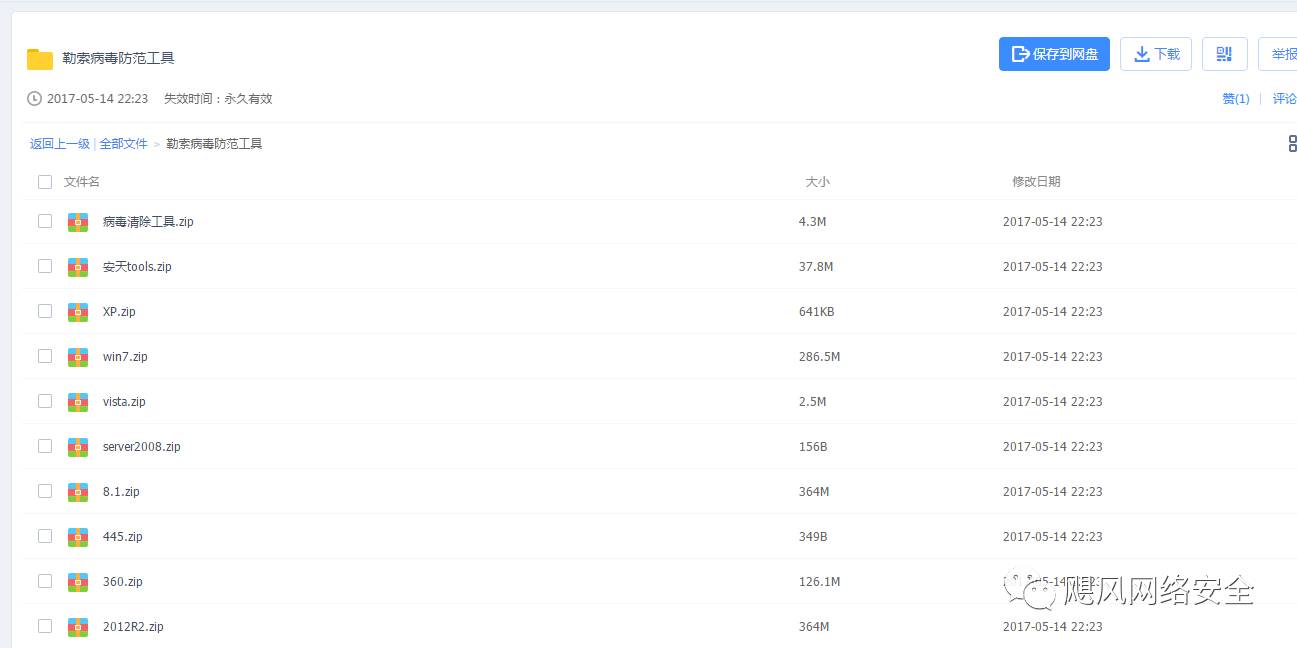 勒索病毒防范工具
保存到网盘 下载 举报
2017-05-14 22:23 失效时间：永久有效 赞(1) | 评论
返回上一级 | 全部文件 > 勒索病毒防范工具
文件名 大小 修改日期
病毒清除工具.zip 4.3M 2017-05-14 22:23
安天tools.zip 37.8M 2017-05-14 22:23
XP.zip 641KB 2017-05-14 22:23
win7.zip 286.5M 2017-05-14 22:23
vista.zip 2.5M 2017-05-14 22:23
server2008.zip 156B 2017-05-14 22:23
8.1.zip 364M 2017-05-14 22:23
445.zip 349B 2017-05-14 22:23
360.zip 126.1M 2017-05-14 22:23
飓风网络安全
2012R2.zip 364M 2017-05-14 22:23